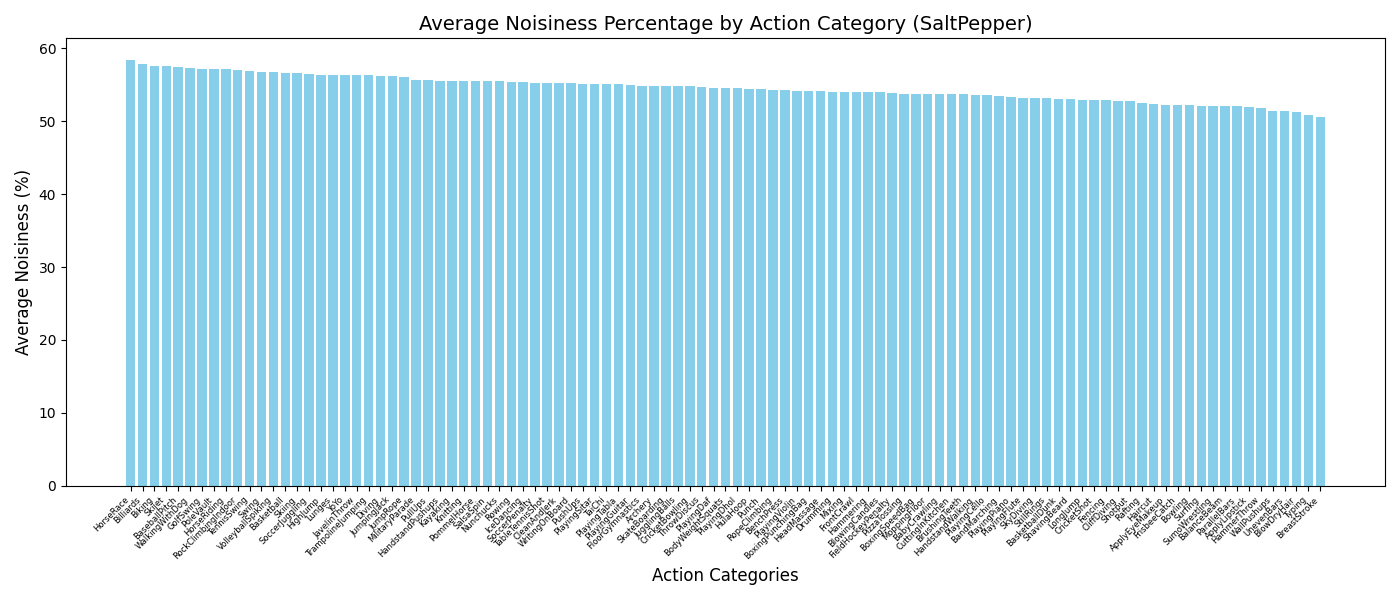 Average Noisiness Percentage by Action Category (SaltPepper)
Average Noisiness (%)
60
50
40
30
20
10
0
HorseRace
Billiards
Biking
Skijet
BaseballPitch
WalkingWithDog
GolfSwing
PoleVault
HorseRiding
RockClimbingIndoor
TennisSwing
Swing
VolleyballSpiking
Basketball
Skiing
SoccerJuggling
HighJump
Lunges
YoYo
JavelinThrow
TrampolineJumping
Diving
JumpingJack
JumpRope
MilitaryParade
PullUps
HandstandPushups
Kayaking
Knitting
PommelHorse
SalsaSpin
Nunchucks
Rowing
IceDancing
SoccerPenalty
TableTennisShot
CleanAndJerk
WritingOnBoard
PushUps
PlayingSitar
TaiChi
PlayingTabla
PlayingGuitar
FloorGymnastics
Archery
SkateBoarding
JugglingBalls
CricketBowling
ThrowDiscus
PlayingDaf
BodyWeightSquats
PlayingDhol
HulaHoop
Punch
RopeClimbing
BenchPress
PlayingViolin
BoxingPunchingBag
HeadMassage
Drumming
Mixing
FrontCrawl
Hammering
BlowingCandles
FieldHockeyPenalty
PizzaTossing
BoxingSpeedBag
MoppingFloor
BabyCrawling
CuttingInKitchen
BrushingTeeth
HandstandWalking
PlayingCello
BandMarching
PlayingPiano
PlayingFlute
SkyDiving
StillRings
BasketballDunk
ShavingBeard
LongJump
CricketShot
Fencing
CliffDiving
Shotput
Rafting
Haircut
ApplyEyeMakeup
FrisbeeCatch
Bowling
Surfing
SumoWrestling
BalanceBeam
ParallelBars
ApplyLipstick
HammerThrow
WallPushups
UnevenBars
BlowDryHair
Typing
BreastStroke
Action Categories